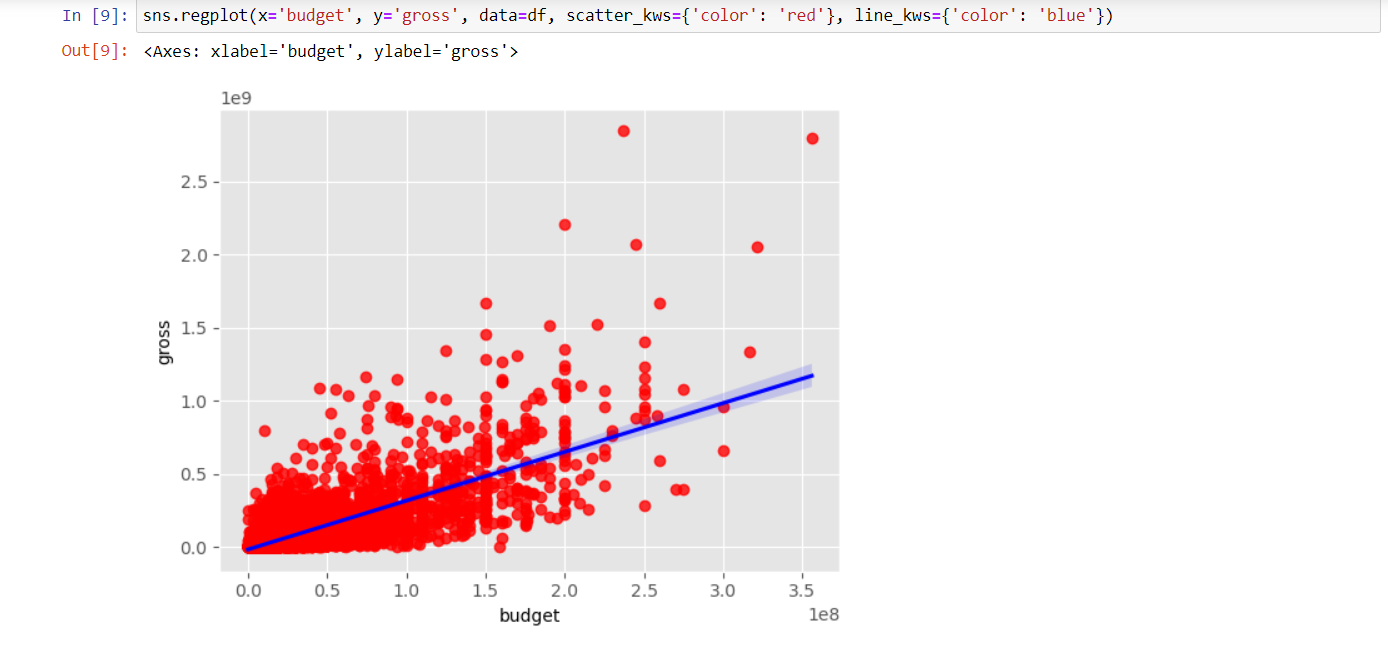 In [9]: sns.regplot(x='budget', y='gross', data=df, scatter_kws={'color': 'red'}, line_kws={'color': 'blue'})
Out[9]: <Axes: xlabel='budget', ylabel='gross'>
1e9
2.5
2.0
1.5
1.0
0.5
0.0
gross
0.0 0.5 1.0 1.5 2.0 2.5 3.0 3.5
1e8
budget